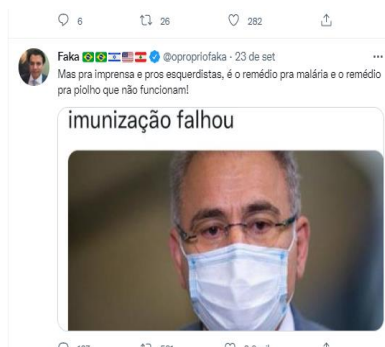 6 26 282
Faka @opropriofaka · 23 de set
Mas pra imprensa e pros esquerdistas, é o remédio pra malária e o remédio
pra piolho que não funcionam!
imunização falhou